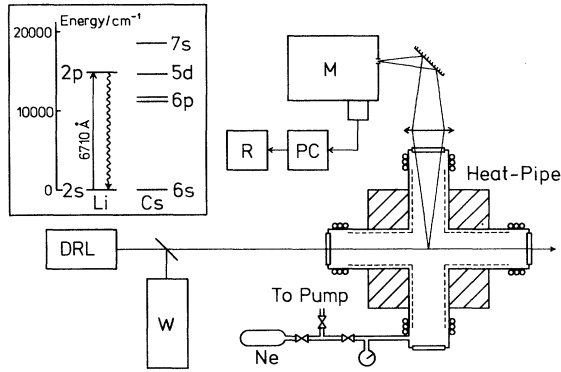 Energy/cm⁻¹
20000
7s
2p
5d
6p
10000
6710 Å
0
2s
6s
Li
Cs
M
R
PC
Heat-Pipe
DRL
W
To Pump
Ne